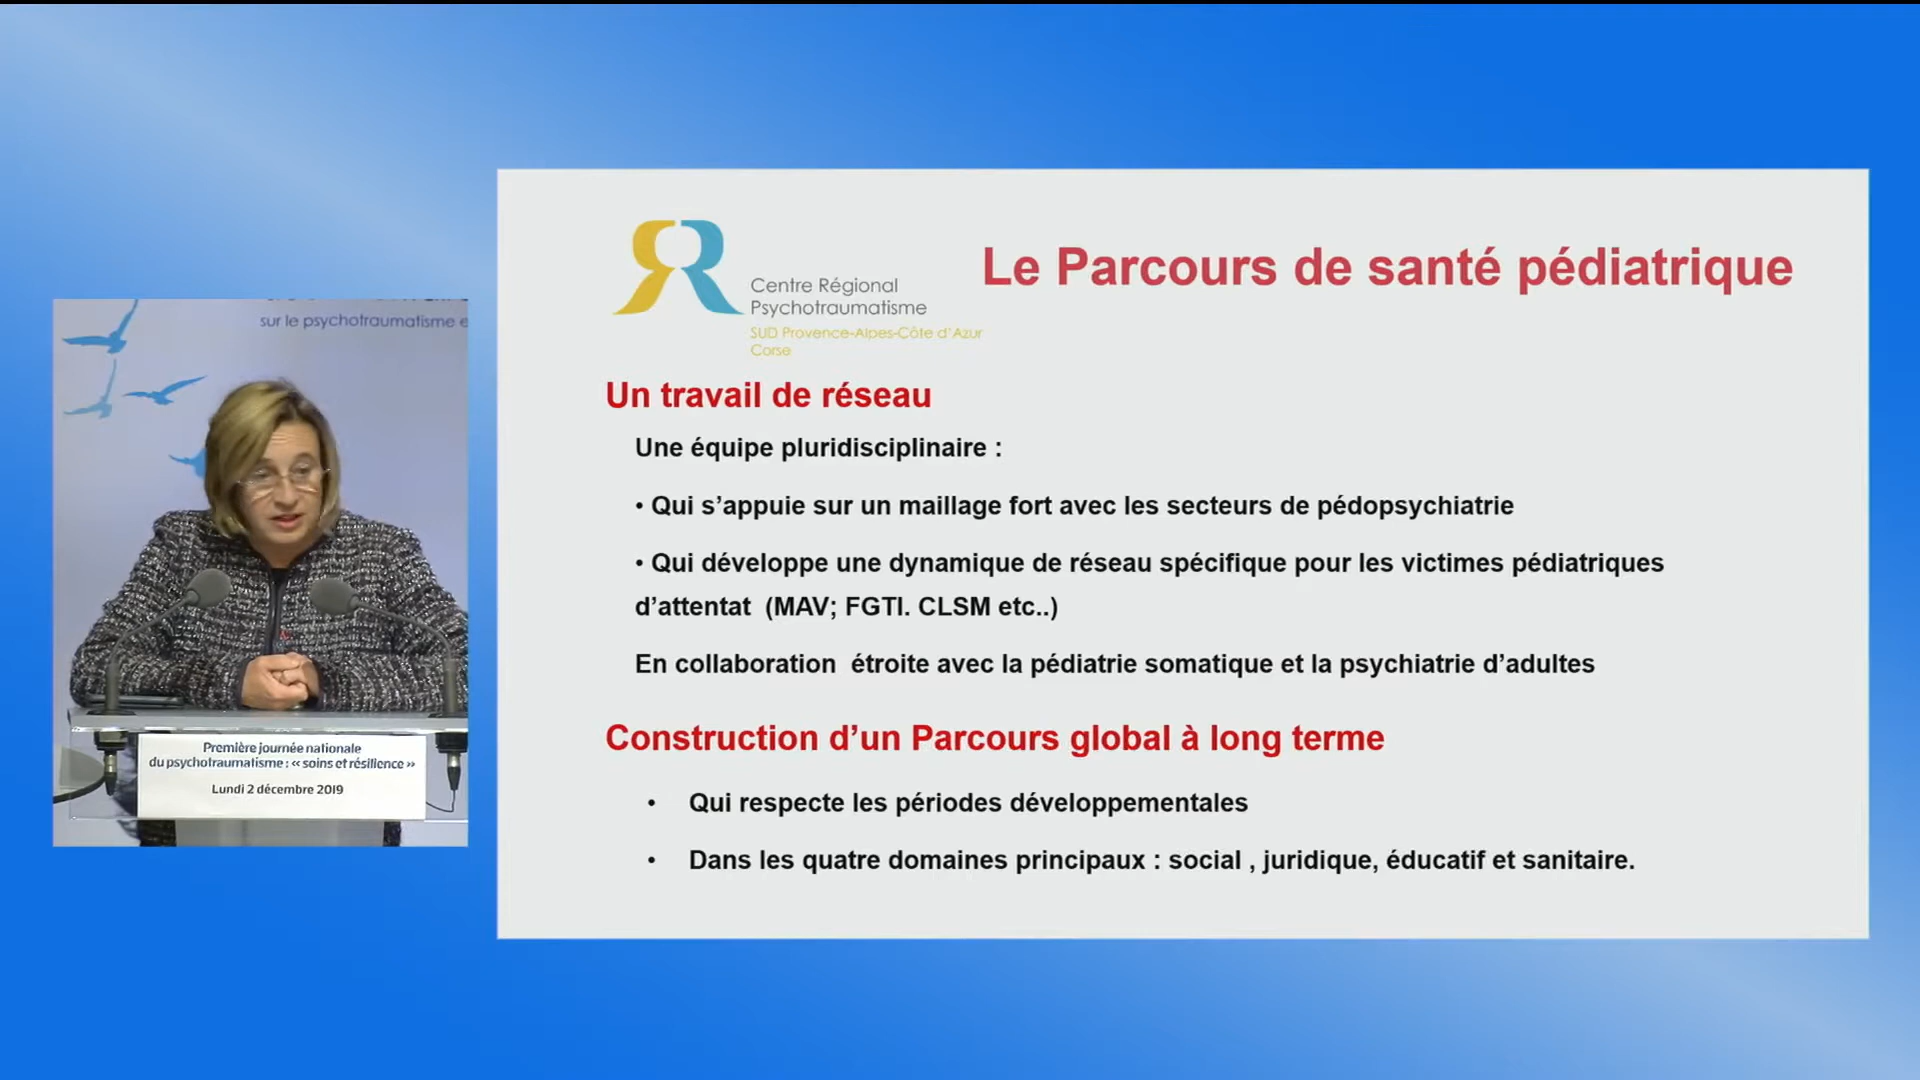 sur le psychotraumatisme e
Première journée nationale
du psychotraumatisme : « soins et résilience »
Lundi 2 décembre 2019
Centre Régional
Psychotraumatisme
SUD Provence-Alpes-Côte d'Azur
Corse
Le Parcours de santé pédiatrique
Un travail de réseau
Une équipe pluridisciplinaire :
• Qui s’appuie sur un maillage fort avec les secteurs de pédopsychiatrie
• Qui développe une dynamique de réseau spécifique pour les victimes pédiatriques
d’attentat (MAV; FGTI. CLSM etc..)
En collaboration étroite avec la pédiatrie somatique et la psychiatrie d’adultes
Construction d’un Parcours global à long terme
• Qui respecte les périodes développementales
• Dans les quatre domaines principaux : social , juridique, éducatif et sanitaire.